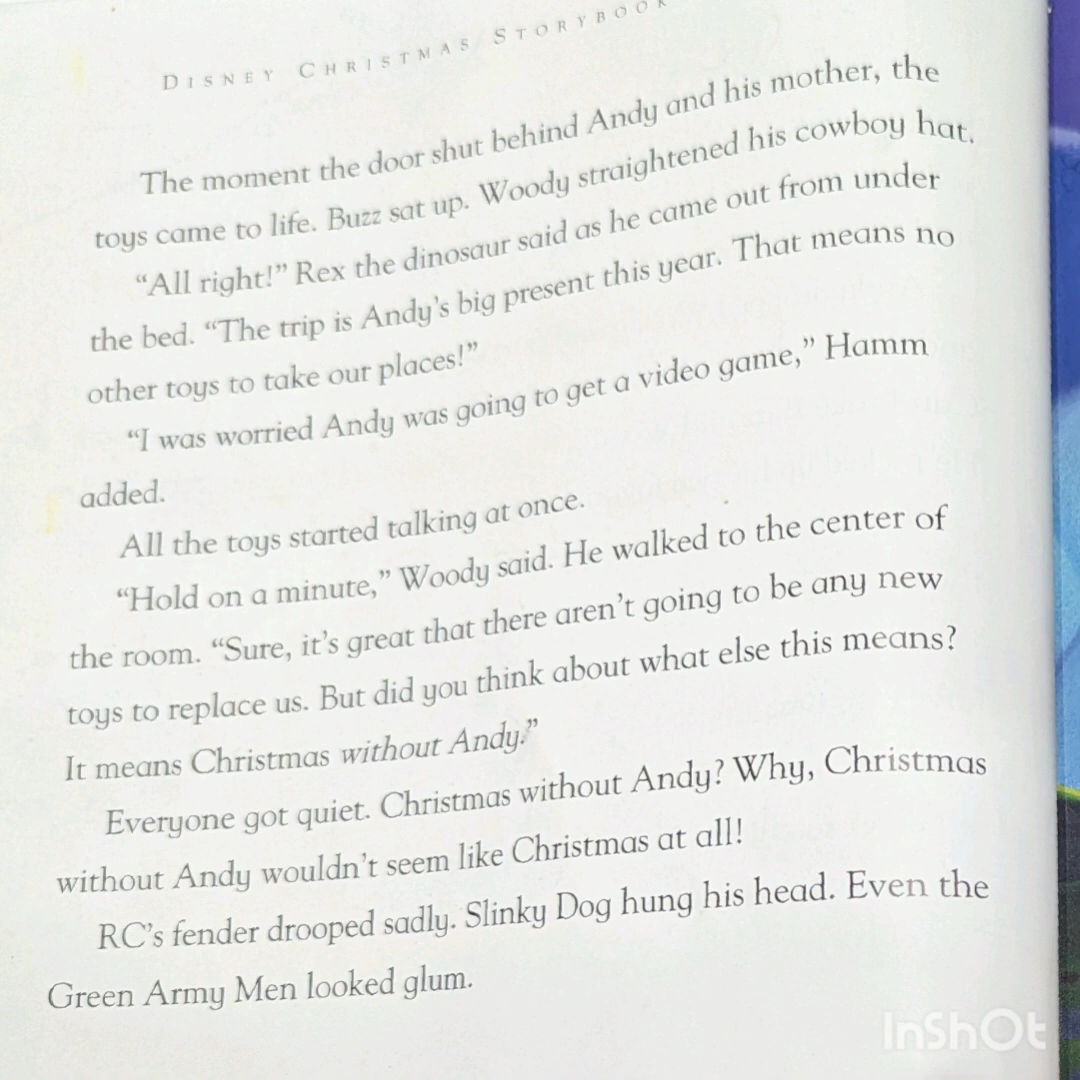 DISNEY CHRISTMAS STORYBOOK
The moment the door shut behind Andy and his mother, the
toys came to life. Buzz sat up. Woody straightened his cowboy hat.
“All right!” Rex the dinosaur said as he came out from under
the bed. “The trip is Andy’s big present this year. That means no
other toys to take our places!”
“I was worried Andy was going to get a video game,” Hamm
added.
All the toys started talking at once.
“Hold on a minute,” Woody said. He walked to the center of
the room. “Sure, it’s great that there aren’t going to be any new
toys to replace us. But did you think about what else this means?
It means Christmas without Andy.”
Everyone got quiet. Christmas without Andy? Why, Christmas
without Andy wouldn’t seem like Christmas at all!
RC’s fender drooped sadly. Slinky Dog hung his head. Even the
Green Army Men looked glum.
InShOt